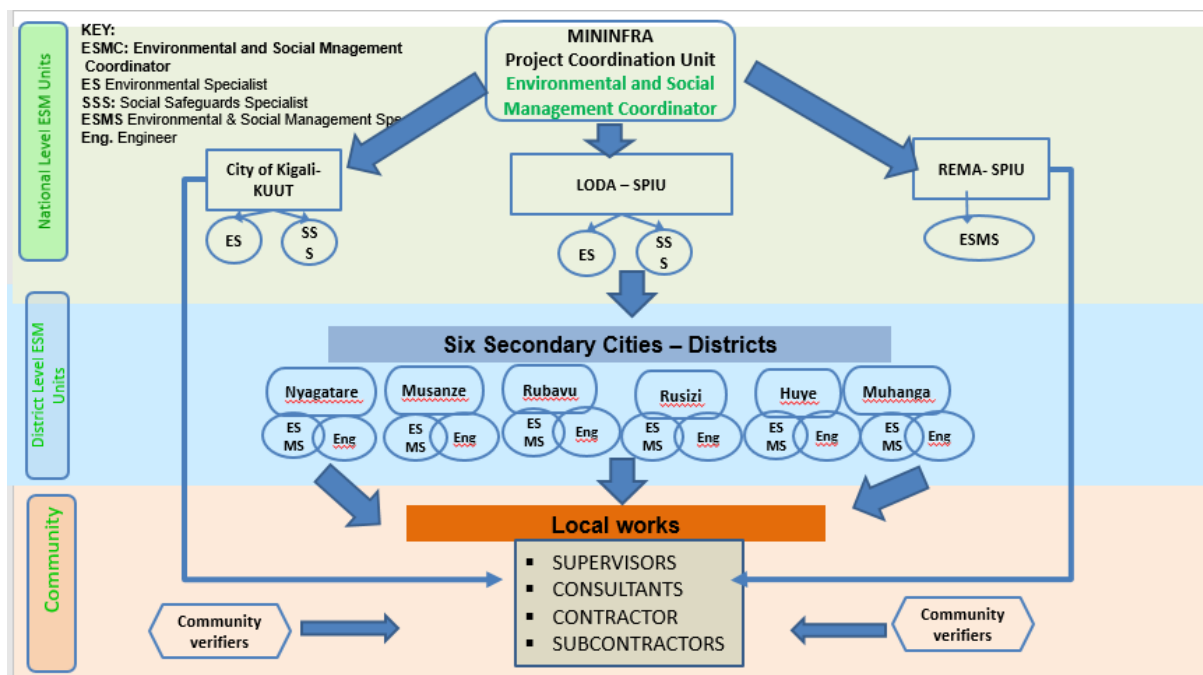 KEY:
ESMC: Environmental and Social Mnagement
Coordinator
ES Environmental Specialist
SSS: Social Safeguards Specialist
ESMS Environmental & Social Management Spe
Eng. Engineer
National Level ESM Units
MININFRA
Project Coordination Unit
Environmental and Social
Management Coordinator
City of Kigali-
KUUT
ES
SS
S
LODA – SPIU
ES
SS
S
REMA- SPIU
ESMS
District Level ESM
Units
Six Secondary Cities – Districts
Nyagatare
ES
MS
Eng
Musanze
ES
MS
Eng
Rubavu
ES
MS
Eng
Rusizi
ES
MS
Eng
Huye
ES
MS
Eng
Muhanga
ES
MS
Eng
Community
Local works
▪ SUPERVISORS
▪ CONSULTANTS
▪ CONTRACTOR
▪ SUBCONTRACTORS
Community
verifiers
Community
verifiers